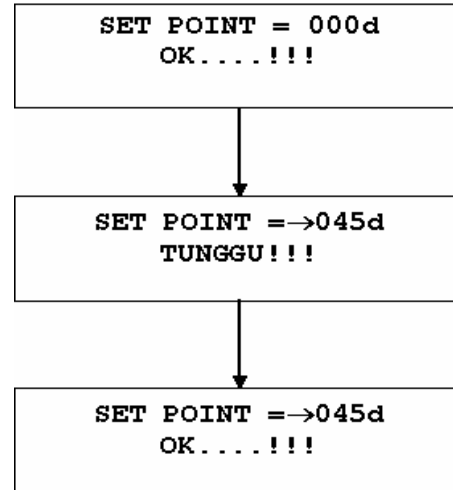 SET POINT = 000d
OK....!!!
SET POINT =→045d
TUNGGU!!!
SET POINT =→045d
OK....!!!